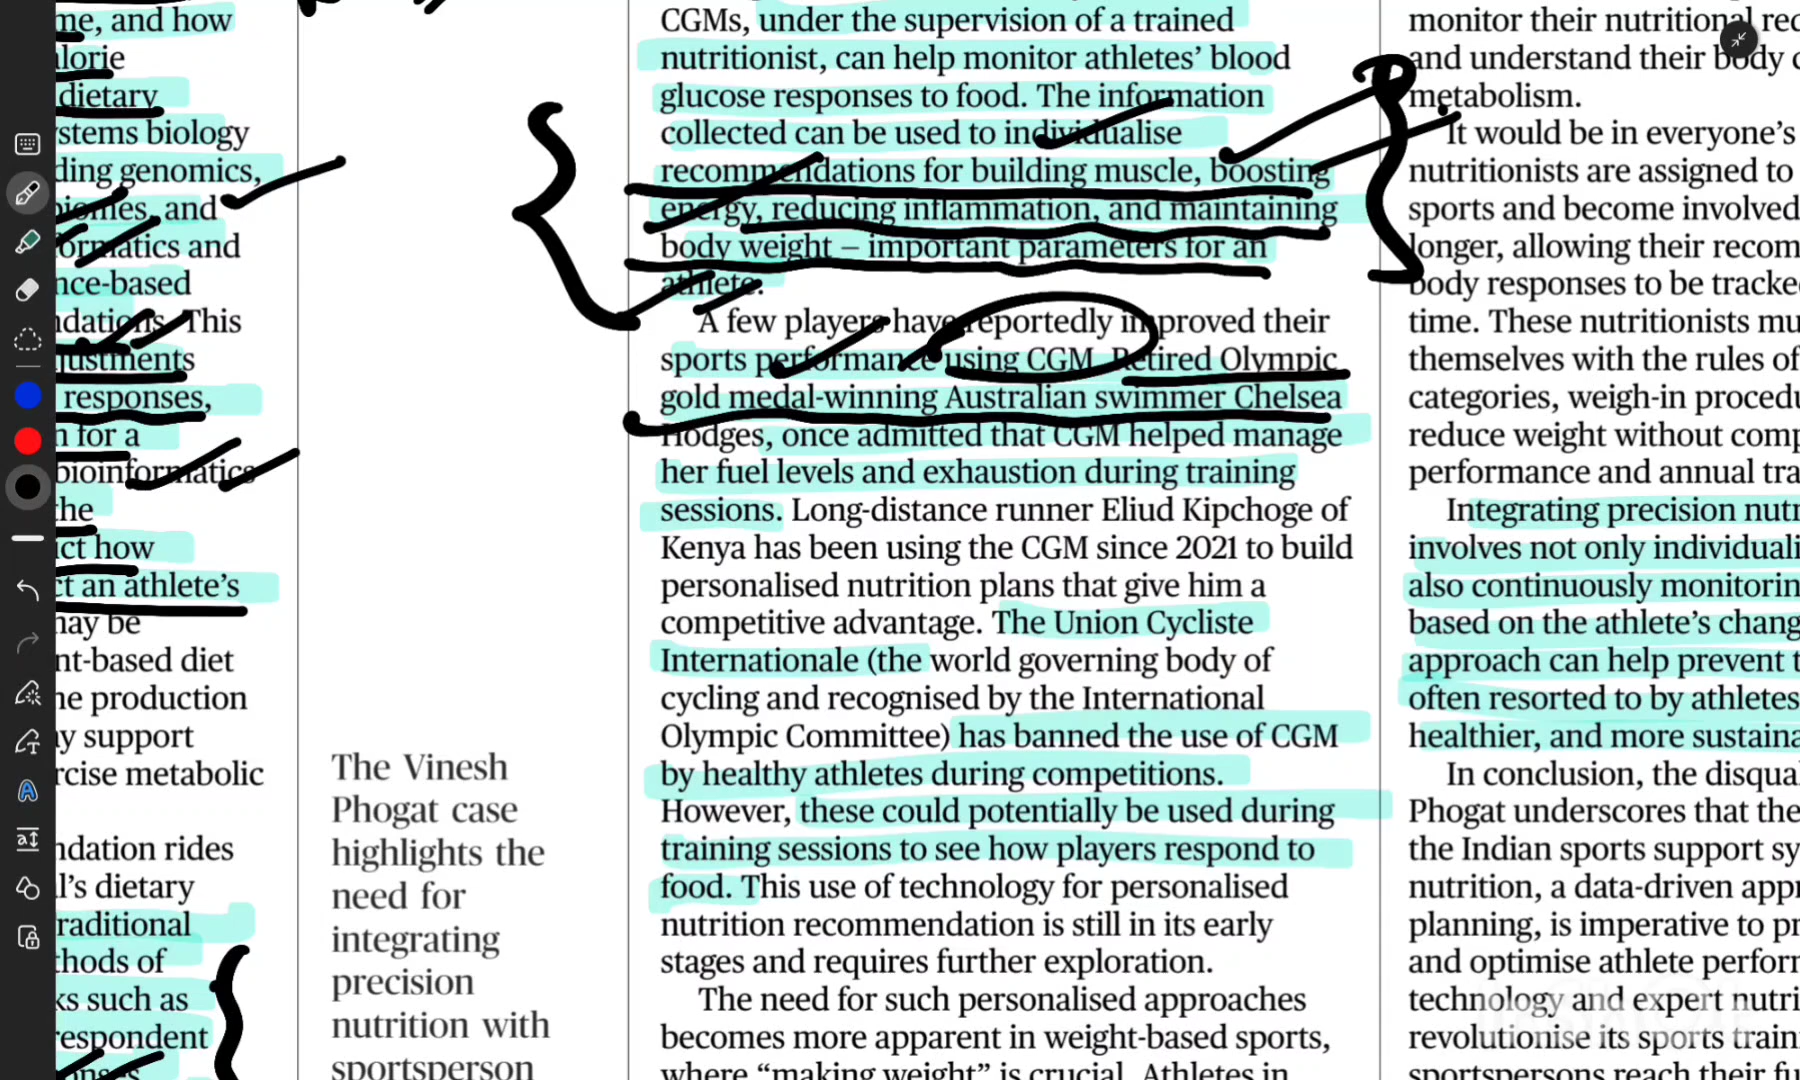 me, and how
alorie
dietary
ystems biology
ding genomics,
biomes, and
ormatics and
nce-based
ndations. This
justments
responses,
n for a
bioinformatics
the
ict how
ct an athlete's
may be
nt-based diet
ne production
ay support
rcise metabolic
ndation rides
l's dietary
raditional
thods of
ks such as
respondent
The Vinesh
Phogat case
highlights the
need for
integrating
precision
nutrition with
sportsperson
CGMs, under the supervision of a trained
nutritionist, can help monitor athletes' blood
glucose responses to food. The information
collected can be used to individualise
recommendations for building muscle, boosting
energy, reducing inflammation, and maintaining
body weight – important parameters for an
athlete.
A few players have reportedly improved their
sports performance using CGM. Retired Olympic
gold medal-winning Australian swimmer Chelsea
Hodges, once admitted that CGM helped manage
her fuel levels and exhaustion during training
sessions. Long-distance runner Eliud Kipchoge of
Kenya has been using the CGM since 2021 to build
personalised nutrition plans that give him a
competitive advantage. The Union Cycliste
Internationale (the world governing body of
cycling and recognised by the International
Olympic Committee) has banned the use of CGM
by healthy athletes during competitions.
However, these could potentially be used during
training sessions to see how players respond to
food. This use of technology for personalised
nutrition recommendation is still in its early
stages and requires further exploration.
The need for such personalised approaches
becomes more apparent in weight-based sports,
where "making weight" is crucial. Athletes in
monitor their nutritional rec
and understand their body c
metabolism.
It would be in everyone's
nutritionists are assigned to
sports and become involved
longer, allowing their recom
body responses to be tracke
time. These nutritionists mu
themselves with the rules of
categories, weigh-in procedu
reduce weight without comp
performance and annual tra
Integrating precision nutr
involves not only individuali
also continuously monitorin
based on the athlete's chang
approach can help prevent t
often resorted to by athletes
healthier, and more sustaina
In conclusion, the disqua
Phogat underscores that the
the Indian sports support sy
nutrition, a data-driven appr
planning, is imperative to pr
and optimise athlete perforr
technology and expert nutri
revolutionise its sports traini
sportspersons reach their fu